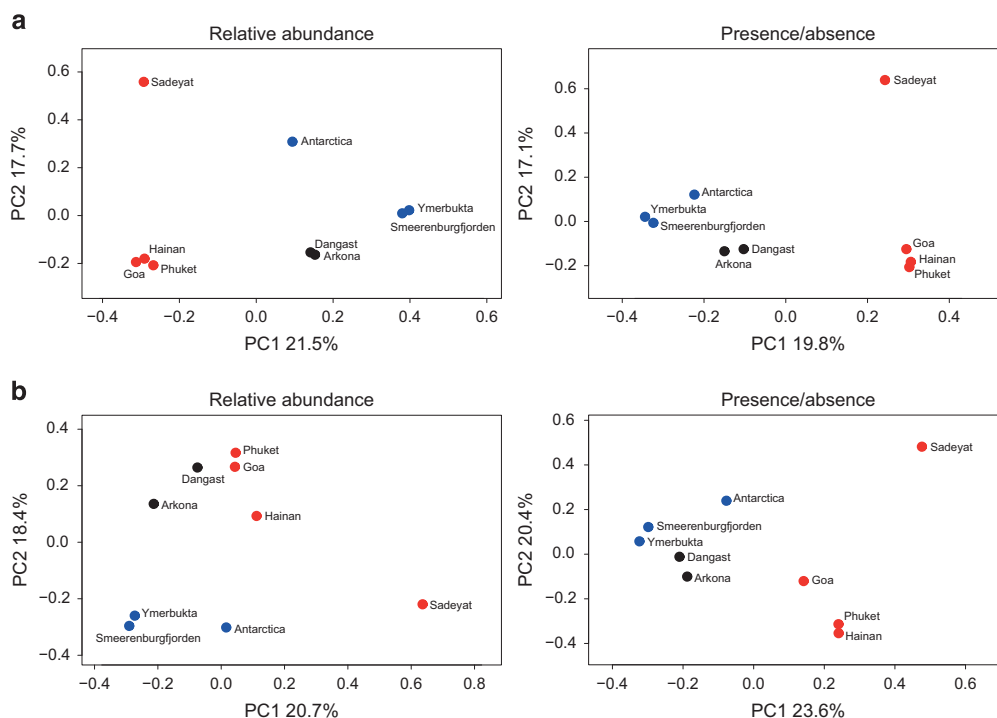 a
Relative abundance
0.6
0.4
0.2
0.0
−0.2
PC2 17.7%
Sadeyat
Antarctica
Ymerbukta
Smeerenburgfjorden
Hainan
Goa
Phuket
Dangast
Arkona
−0.4 −0.2 0.0 0.2 0.4 0.6
PC1 21.5%
Presence/absence
0.6
0.4
0.2
0.0
−0.2
PC2 17.1%
Sadeyat
Antarctica
Ymerbukta
Smeerenburgfjorden
Dangast
Arkona
Goa
Hainan
Phuket
−0.4 −0.2 0.0 0.2 0.4
PC1 19.8%
b
Relative abundance
0.4
0.2
0.0
−0.2
−0.4
PC2 18.4%
Phuket
Goa
Dangast
Arkona
Hainan
Sadeyat
Ymerbukta
Smeerenburgfjorden
Antarctica
−0.4 −0.2 0.0 0.2 0.4 0.6 0.8
PC1 20.7%
Presence/absence
0.6
0.4
0.2
0.0
−0.2
−0.4
PC2 20.4%
Sadeyat
Antarctica
Smeerenburgfjorden
Ymerbukta
Dangast
Arkona
Goa
Phuket
Hainan
−0.4 −0.2 0.0 0.2 0.4 0.6
PC1 23.6%